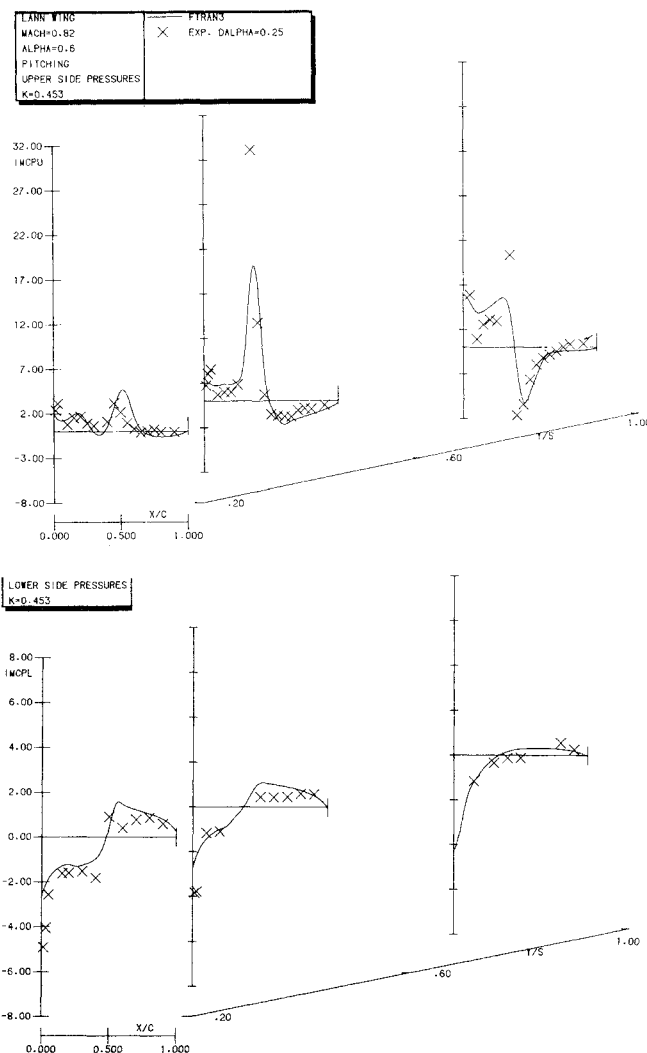 LANN WING
MACH=0.82
ALPHA=0.6
PITCHING
UPPER SIDE PRESSURES
K=0.453
FTRAN3
EXP. DALPHA=0.25
32.00
IMCPU
27.00
22.00
17.00
12.00
7.00
2.00
-3.00
-8.00
X/C
0.000 0.500 1.000
.20
.60
Y/S
1.00
LOWER SIDE PRESSURES
K=0.453
8.00
IMCPL
6.00
4.00
2.00
0.00
-2.00
-4.00
-6.00
-8.00
X/C
0.000 0.500 1.000
.20
.60
Y/S
1.00